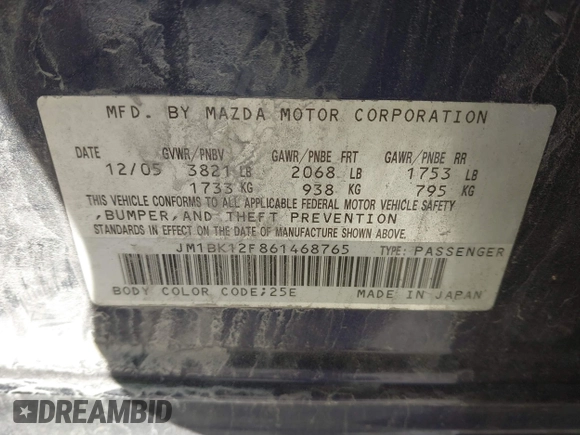 MFD. BY MAZDA MOTOR CORPORATION
DATE GVWR/PNBV GAWR/PNBE FRT GAWR/PNBE RR
12/05 3821 LB 2068 LB 1753 LB
1733 KG 938 KG 795 KG
THIS VEHICLE CONFORMS TO ALL APPLICABLE FEDERAL MOTOR VEHICLE SAFETY
,BUMPER,AND THEFT PREVENTION
STANDARDS IN EFFECT ON THE DATE OF MANUFACTURE SHOWN ABOVE.
JM1BK12F861468765 TYPE: PASSENGER
BODY COLOR CODE;25E MADE IN JAPAN
DREAMBID